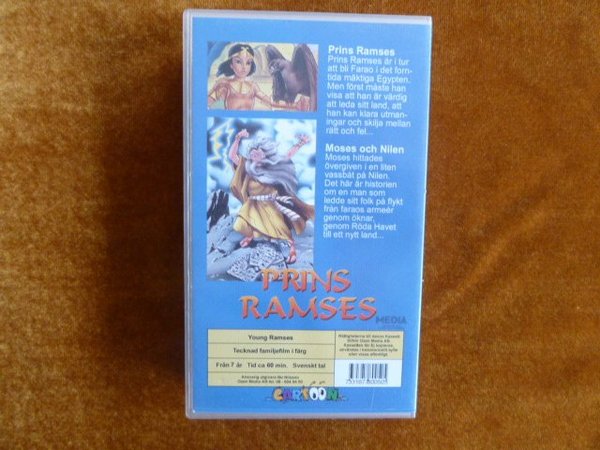 Prins Ramses
Prins Ramses är i tur
att bli Farao i det forn-
tida mäktiga Egypten.
Men först måste han
visa att han är värdig
att leda sitt land, att
han kan klara utman-
ingar och skilja mellan
rätt och fel...
Moses och Nilen
Moses hittades
övergiven i en liten
vassbåt på Nilen.
Det här är historien
om en man som
ledde sitt folk på flykt
från faraos armeér
genom öknar,
genom Röda Havet
till ett nytt land...
PRINS
RAMSES
MEDIA
Young Ramses
Tecknad familjefilm i färg
Från 7 år Tid ca 60 min. Svenskt tal
CARTOON